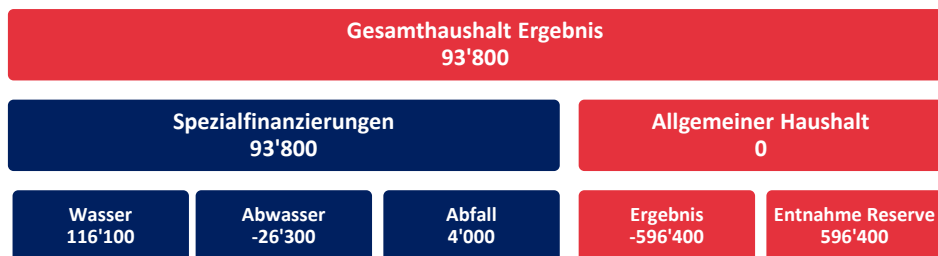 Gesamthaushalt Ergebnis
93'800
Spezialfinanzierungen
93'800
Allgemeiner Haushalt
0
Wasser
116'100
Abwasser
-26'300
Abfall
4'000
Ergebnis
-596'400
Entnahme Reserve
596'400